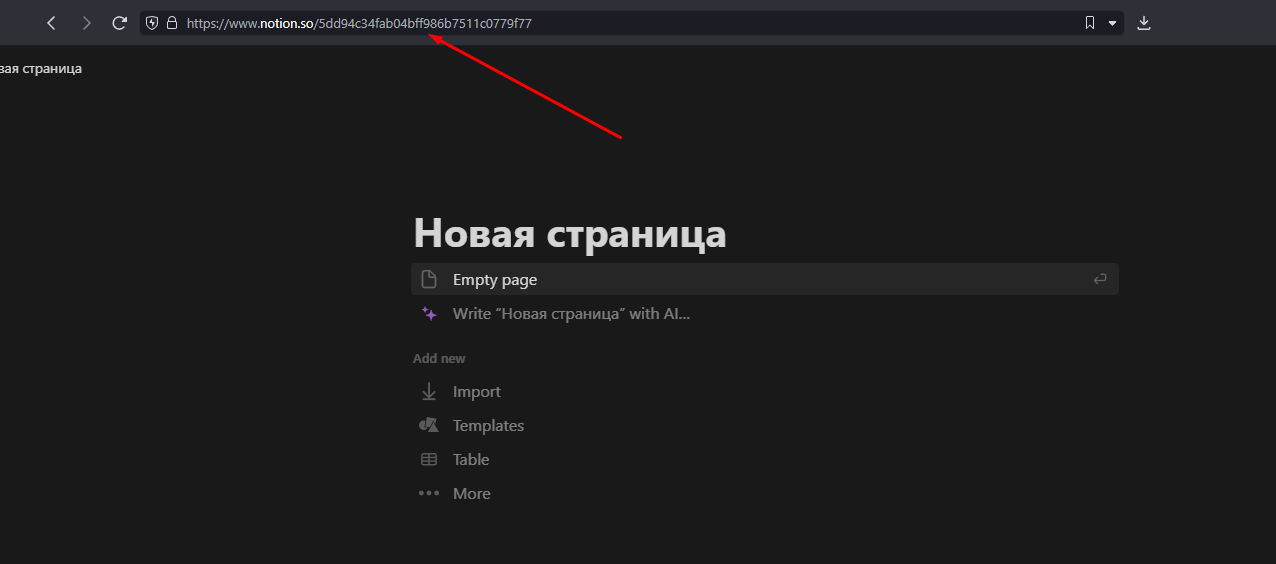 https://www.notion.so/5dd94c34fab04bff986b7511c0779f77
вая страница
Новая страница
Empty page
Write “Новая страница” with AI...
Add new
Import
Templates
Table
More